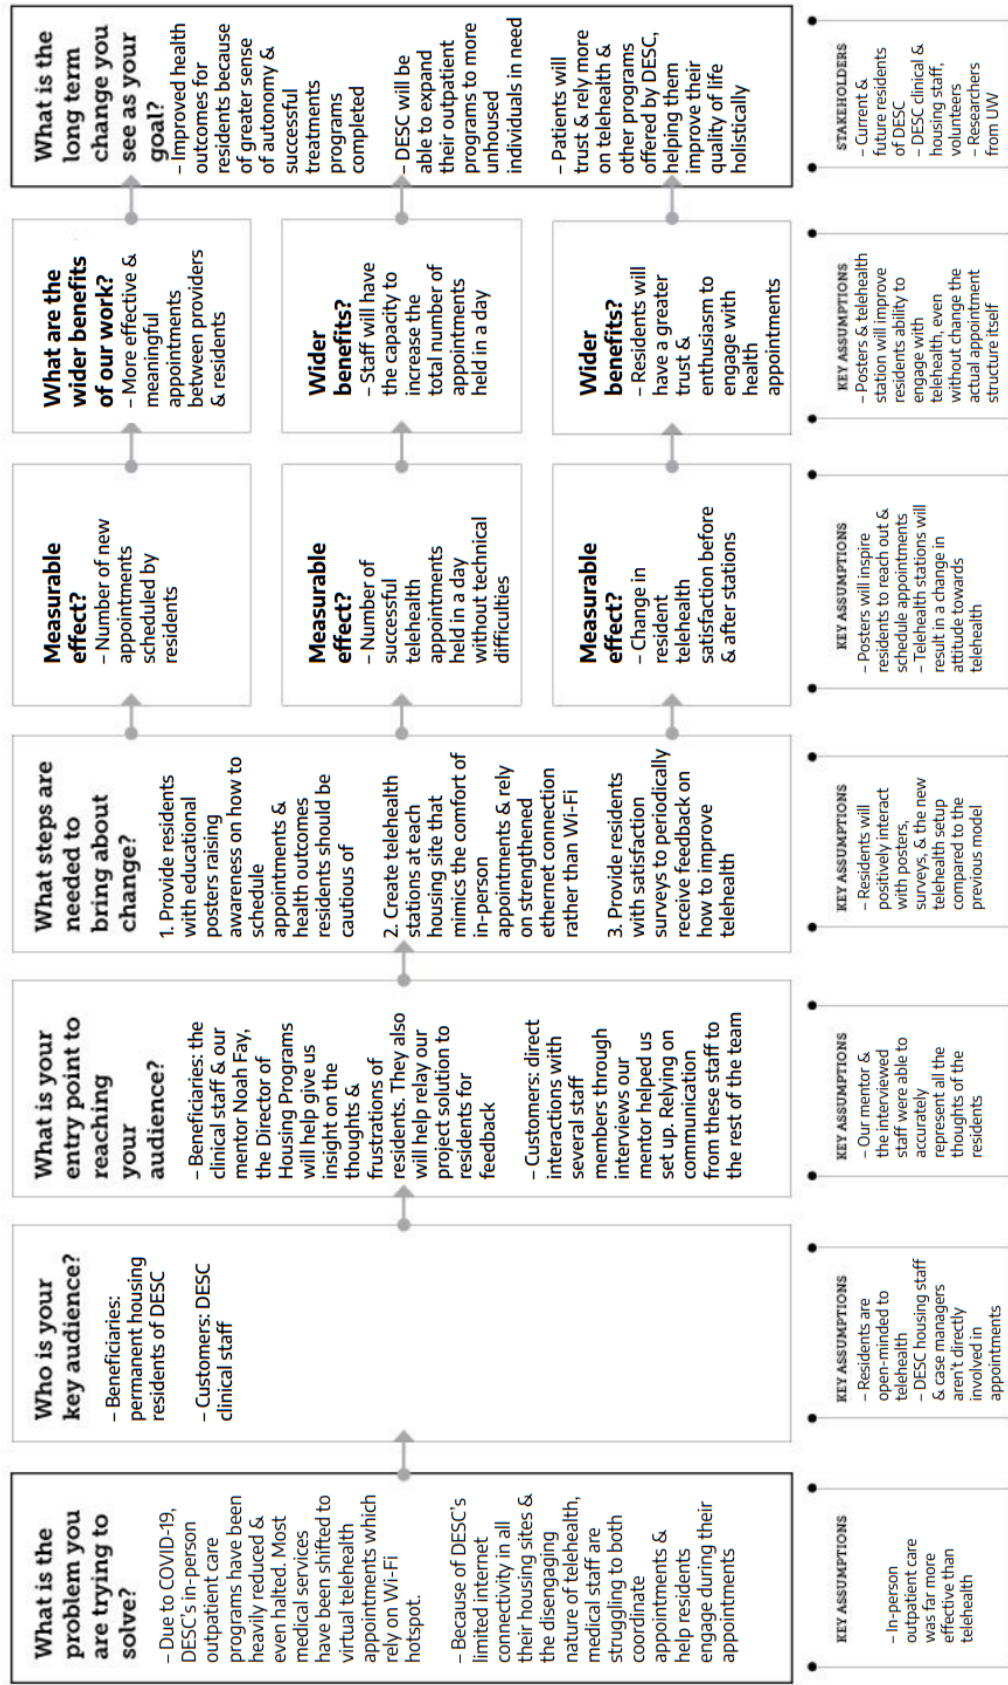 What is the
problem you
are trying to
solve?
– Due to COVID-19,
DESC's in-person
outpatient care
programs have been
heavily reduced &
even halted. Most
medical services
have been shifted to
virtual telehealth
appointments which
rely on Wi-Fi
hotspot.
– Because of DESC's
limited internet
connectivity in all
their housing sites &
the disengaging
nature of telehealth,
medical staff are
struggling to both
coordinate
appointments &
help residents
engage during their
appointments
KEY ASSUMPTIONS
– In-person
outpatient care
was far more
effective than
telehealth
Who is your
key audience?
– Beneficiaries:
permanent housing
residents of DESC
– Customers: DESC
clinical staff
KEY ASSUMPTIONS
– Residents are
open-minded to
telehealth
– DESC housing staff
& case managers
aren't directly
involved in
appointments
What is your
entry point to
reaching
your
audience?
– Beneficiaries: the
clinical staff & our
mentor Noah Fay,
the Director of
Housing Programs
will help give us
insight on the
thoughts &
frustrations of
residents. They also
will help relay our
project solution to
residents for
feedback
– Customers: direct
interactions with
several staff
members through
interviews our
mentor helped us
set up. Relying on
communication
from these staff to
the rest of the team
KEY ASSUMPTIONS
– Our mentor &
the interviewed
staff were able to
accurately
represent all the
thoughts of the
residents
What steps are
needed to
bring about
change?
1. Provide residents
with educational
posters raising
awareness on how to
schedule
appointments &
health outcomes
residents should be
cautious of
2. Create telehealth
stations at each
housing site that
mimics the comfort of
in-person
appointments & rely
on strengthened
ethernet connection
rather than Wi-Fi
3. Provide residents
with satisfaction
surveys to periodically
receive feedback on
how to improve
telehealth
KEY ASSUMPTIONS
– Residents will
positively interact
with posters,
surveys, & the new
telehealth setup
compared to the
previous model
Measurable
effect?
– Number of new
appointments
scheduled by
residents
Measurable
effect?
– Number of
successful
telehealth
appointments
held in a day
without technical
difficulties
Measurable
effect?
– Change in
resident
telehealth
satisfaction before
& after stations
KEY ASSUMPTIONS
– Posters will inspire
residents to reach out &
schedule appointments
– Telehealth stations will
result in a change in
attitude towards
telehealth
What are the
wider benefits
of our work?
– More effective &
meaningful
appointments
between providers
& residents
Wider
benefits?
– Staff will have
the capacity to
increase the
total number of
appointments
held in a day
Wider
benefits?
– Residents will
have a greater
trust &
enthusiasm to
engage with
health
appointments
KEY ASSUMPTIONS
– Posters & telehealth
station will improve
residents ability to
engage with
telehealth, even
without change the
actual appointment
structure itself
What is the
long term
change you
see as your
goal?
– Improved health
outcomes for
residents because
of greater sense
of autonomy &
successful
treatments
programs
completed
– DESC will be
able to expand
their outpatient
programs to more
unhoused
individuals in need
– Patients will
trust & rely more
on telehealth &
other programs
offered by DESC,
helping them
improve their
quality of life
holistically
STAKEHOLDERS
– Current &
future residents
of DESC
– DESC clinical &
housing staff,
volunteers
– Researchers
from UW